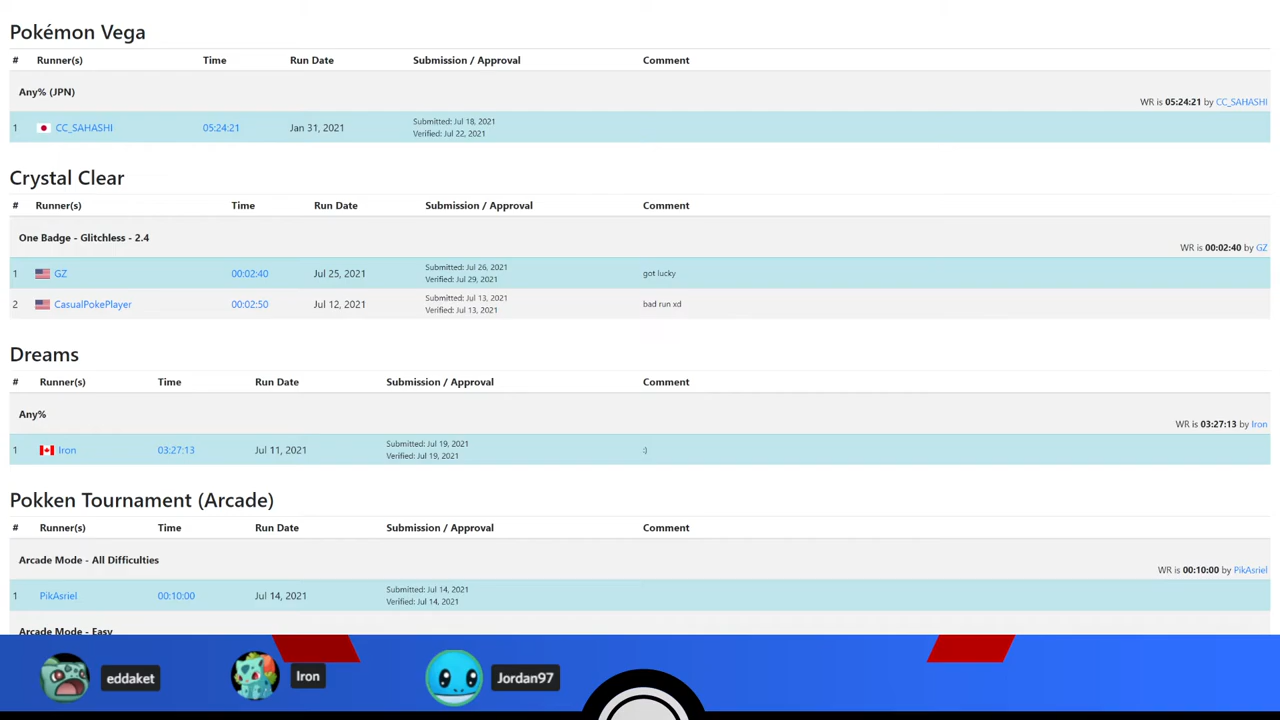 Pokémon Vega
# Runner(s) Time Run Date Submission / Approval Comment
Any% (JPN)
WR is 05:24:21 by CC_SAHASHI
1 CC_SAHASHI 05:24:21 Jan 31, 2021 Submitted: Jul 18, 2021
Verified: Jul 22, 2021
Crystal Clear
# Runner(s) Time Run Date Submission / Approval Comment
One Badge - Glitchless - 2.4
WR is 00:02:40 by GZ
1 GZ 00:02:40 Jul 25, 2021 Submitted: Jul 26, 2021 got lucky
Verified: Jul 29, 2021
2 CasualPokePlayer 00:02:50 Jul 12, 2021 Submitted: Jul 13, 2021 bad run xd
Verified: Jul 13, 2021
Dreams
# Runner(s) Time Run Date Submission / Approval Comment
Any%
WR is 03:27:13 by Iron
1 Iron 03:27:13 Jul 11, 2021 Submitted: Jul 19, 2021 :)
Verified: Jul 19, 2021
Pokken Tournament (Arcade)
# Runner(s) Time Run Date Submission / Approval Comment
Arcade Mode - All Difficulties
WR is 00:10:00 by PikAsriel
1 PikAsriel 00:10:00 Jul 14, 2021 Submitted: Jul 14, 2021
Verified: Jul 14, 2021
Arcade Mode - Easy
eddaket Iron Jordan97